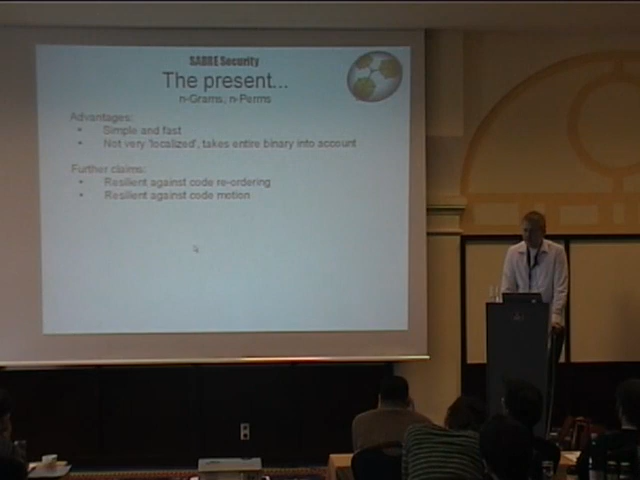 SABRE Security
The present...
n-Grams, n-Perms
Advantages:
• Simple and fast
• Not very 'localized', takes entire binary into account
Further claims:
• Resilient against code re-ordering
• Resilient against code motion